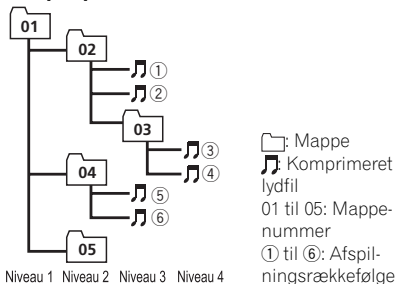 01
02
①
②
03
③
④
04
⑤
⑥
05
Niveau 1 Niveau 2 Niveau 3 Niveau 4
: Mappe
: Komprimeret
lydfil
01 til 05: Mappe-
nummer
① til ⑥: Afspil-
ningsrækkefølge